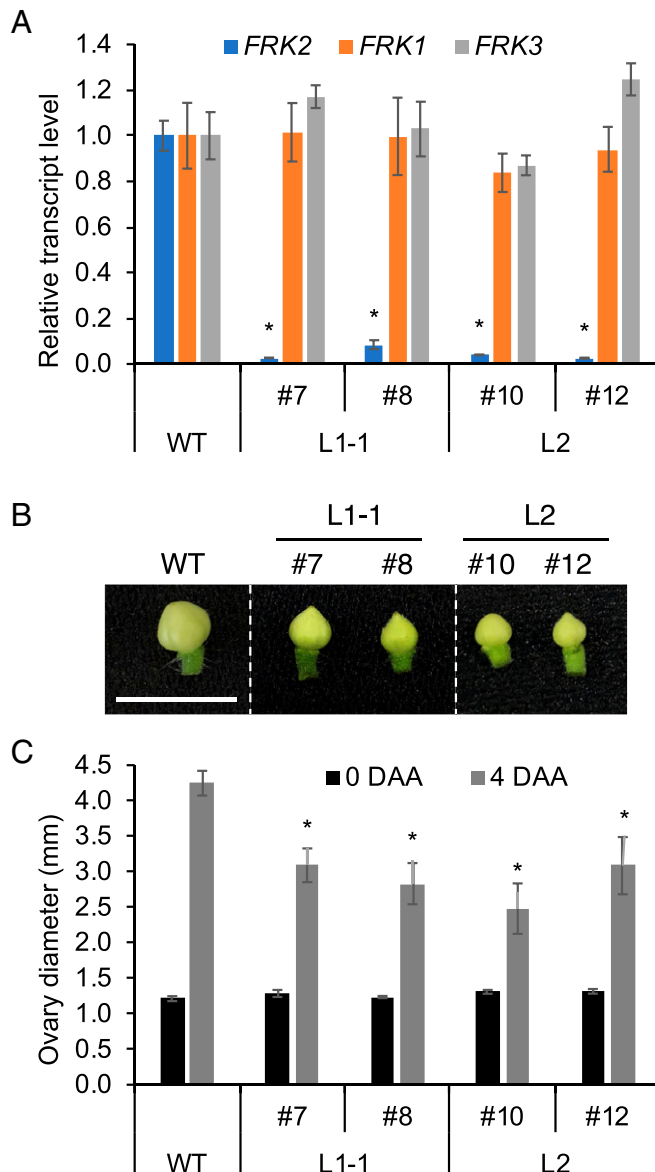 A
FRK2 FRK1 FRK3
Relative transcript level
1.4
1.2
1.0
0.8
0.6
0.4
0.2
0.0
* * * *
#7 #8 #10 #12
WT L1-1 L2
B
L1-1 L2
WT #7 #8 #10 #12
C
0 DAA 4 DAA
Ovary diameter (mm)
4.5
4.0
3.5
3.0
2.5
2.0
1.5
1.0
0.5
0.0
* * * *
#7 #8 #10 #12
WT L1-1 L2